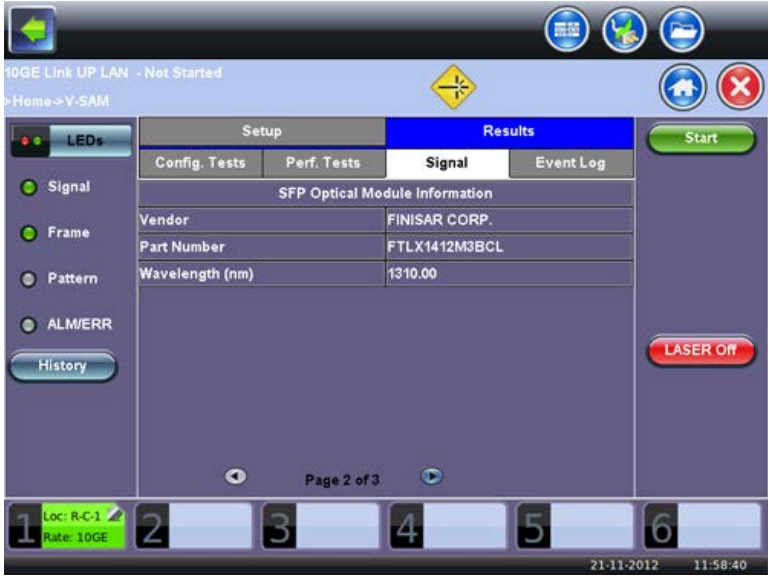 10GE Link UP LAN - Not Started
>Home->V-SAM
LEDs
Setup
Results
Start
Config. Tests
Perf. Tests
Signal
Event Log
Signal
Frame
Pattern
ALM/ERR
History
SFP Optical Module Information
Vendor
FINISAR CORP.
Part Number
FTLX1412M3BCL
Wavelength (nm)
1310.00
LASER Off
Page 2 of 3
1
Loc: R-C-1
Rate: 10GE
2
3
4
5
6
21-11-2012 11:58:40